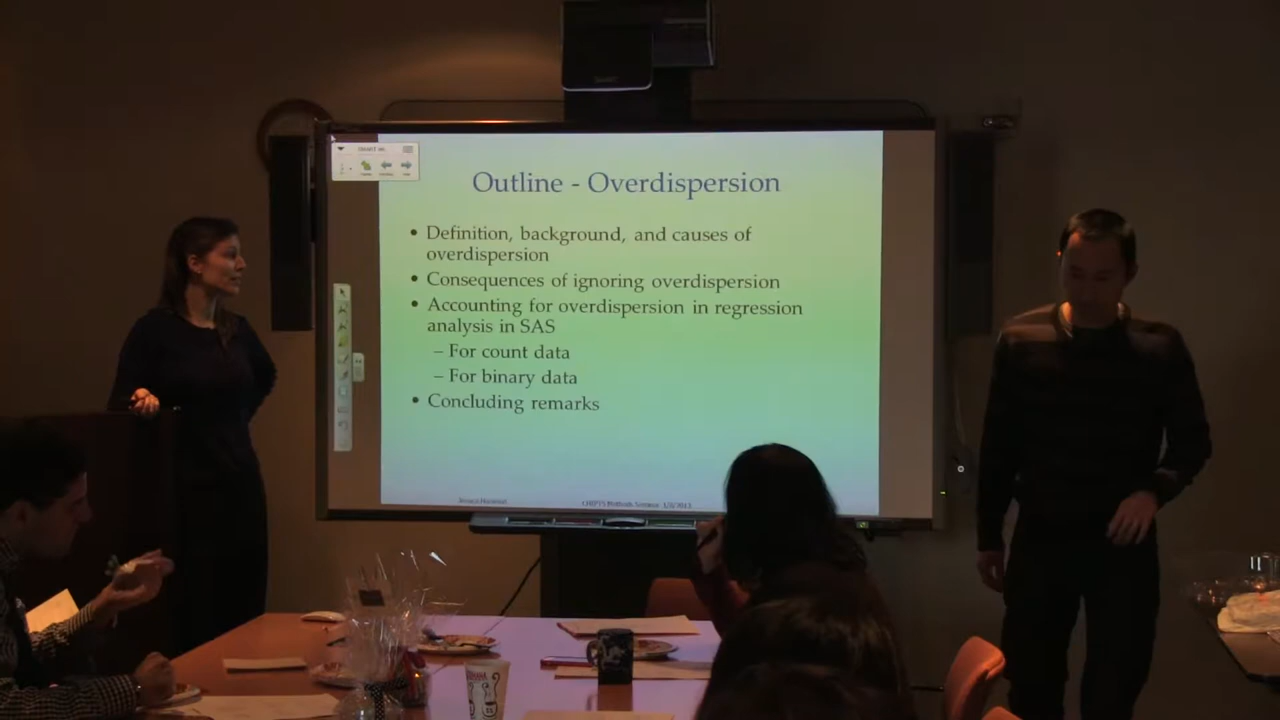 Outline - Overdispersion
• Definition, background, and causes of
overdispersion
• Consequences of ignoring overdispersion
• Accounting for overdispersion in regression
analysis in SAS
– For count data
– For binary data
• Concluding remarks